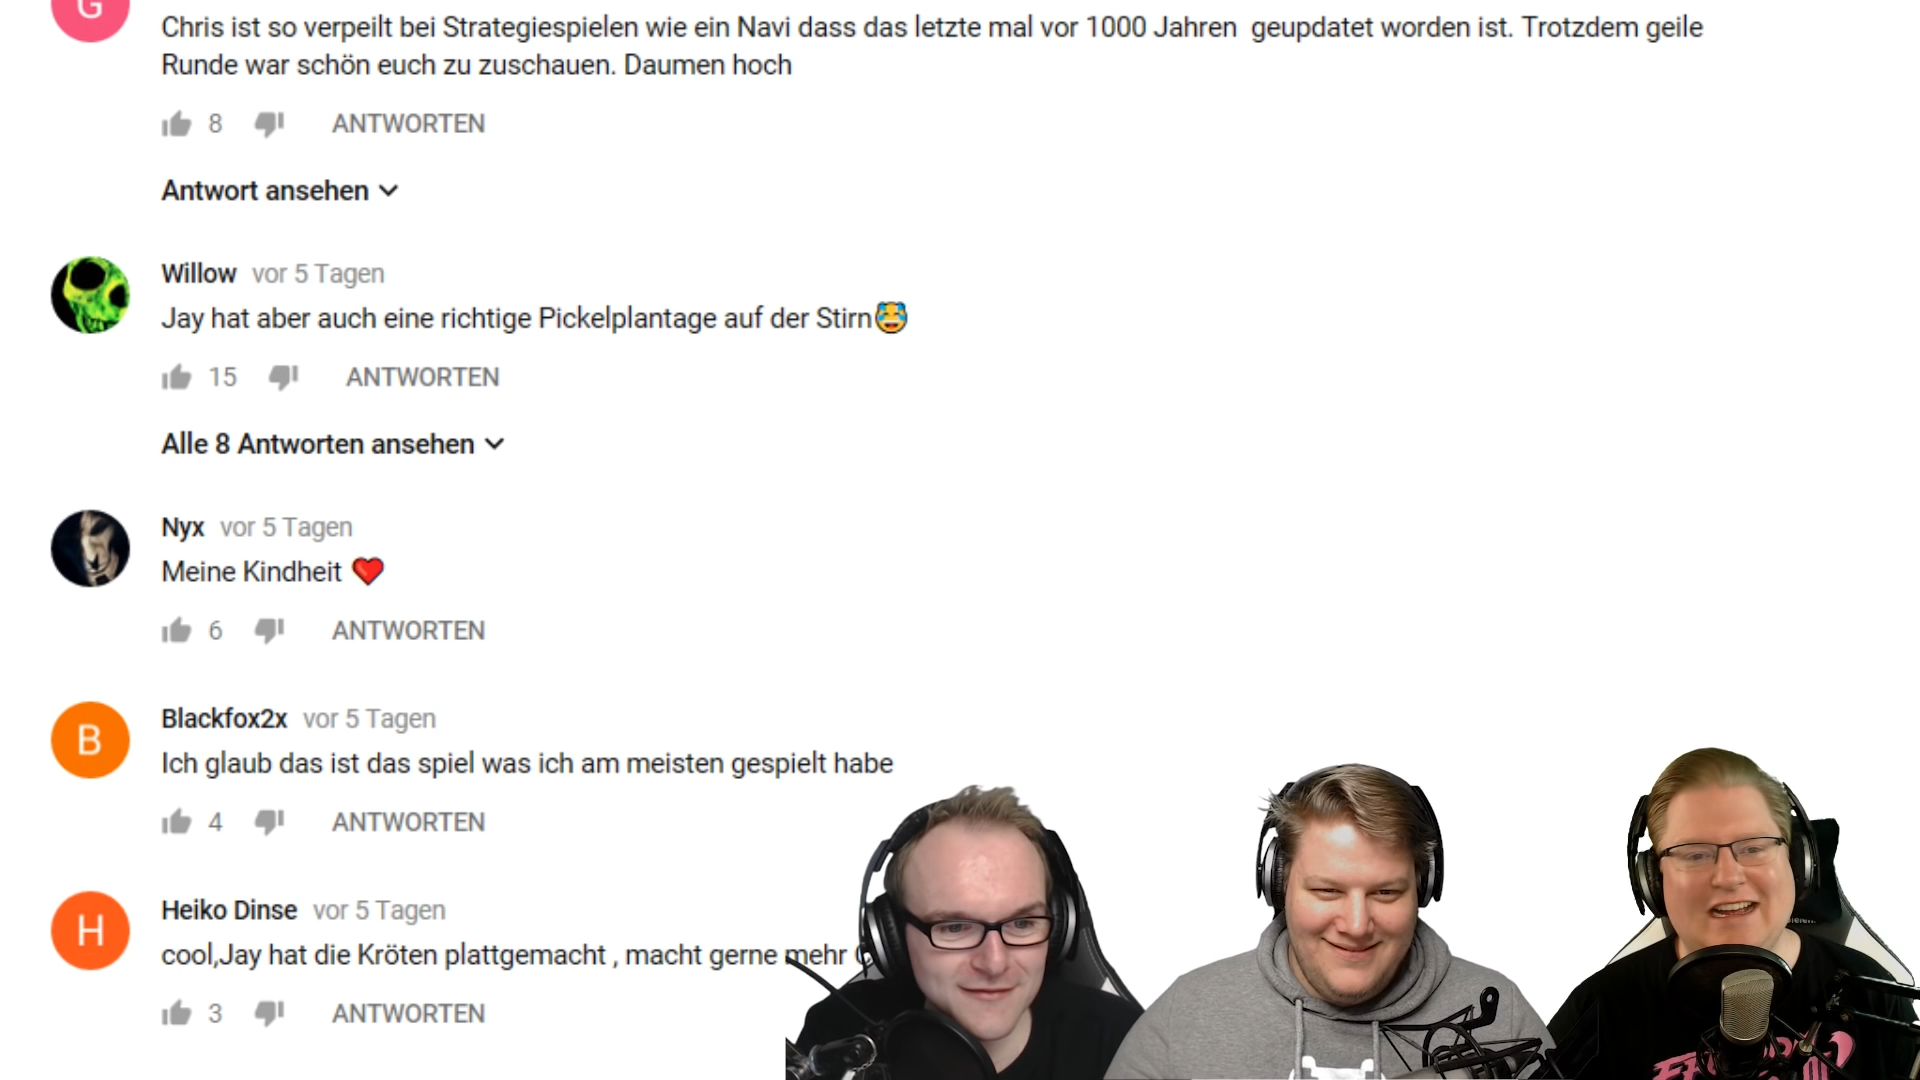 G
Chris ist so verpeilt bei Strategiespielen wie ein Navi dass das letzte mal vor 1000 Jahren geupdatet worden ist. Trotzdem geile
Runde war schön euch zu zuschauen. Daumen hoch
8 ANTWORTEN
Antwort ansehen
Willow vor 5 Tagen
Jay hat aber auch eine richtige Pickelplantage auf der Stirn😹
15 ANTWORTEN
Alle 8 Antworten ansehen
Nyx vor 5 Tagen
Meine Kindheit ❤
6 ANTWORTEN
B
Blackfox2x vor 5 Tagen
Ich glaub das ist das spiel was ich am meisten gespielt habe
4 ANTWORTEN
H
Heiko Dinse vor 5 Tagen
cool,Jay hat die Kröten plattgemacht , macht gerne mehr
3 ANTWORTEN